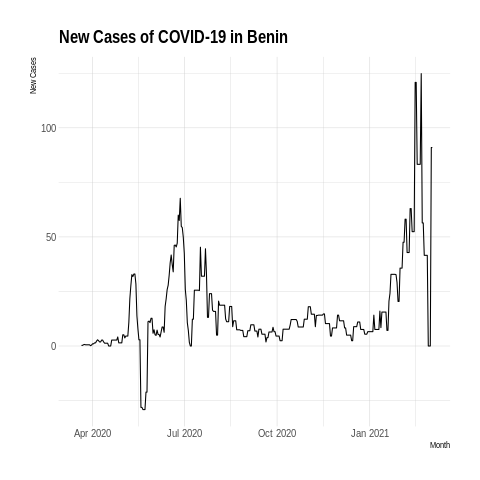 New Cases of COVID-19 in Benin
New Cases
100
50
0
Apr 2020
Jul 2020
Oct 2020
Jan 2021
Month